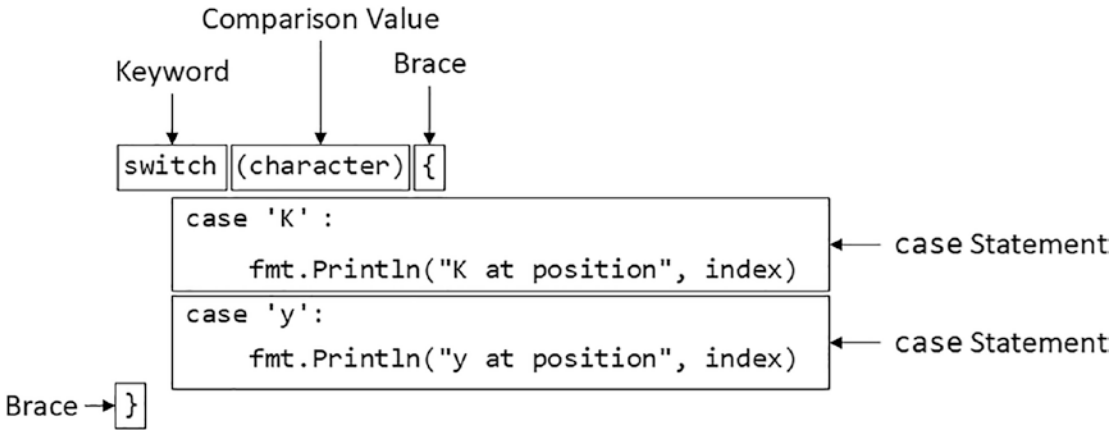 Comparison Value
Keyword
Brace
switch (character) {
case 'K' :
fmt.Println("K at position", index)
case Statement
case 'y':
fmt.Println("y at position", index)
case Statement
Brace
}